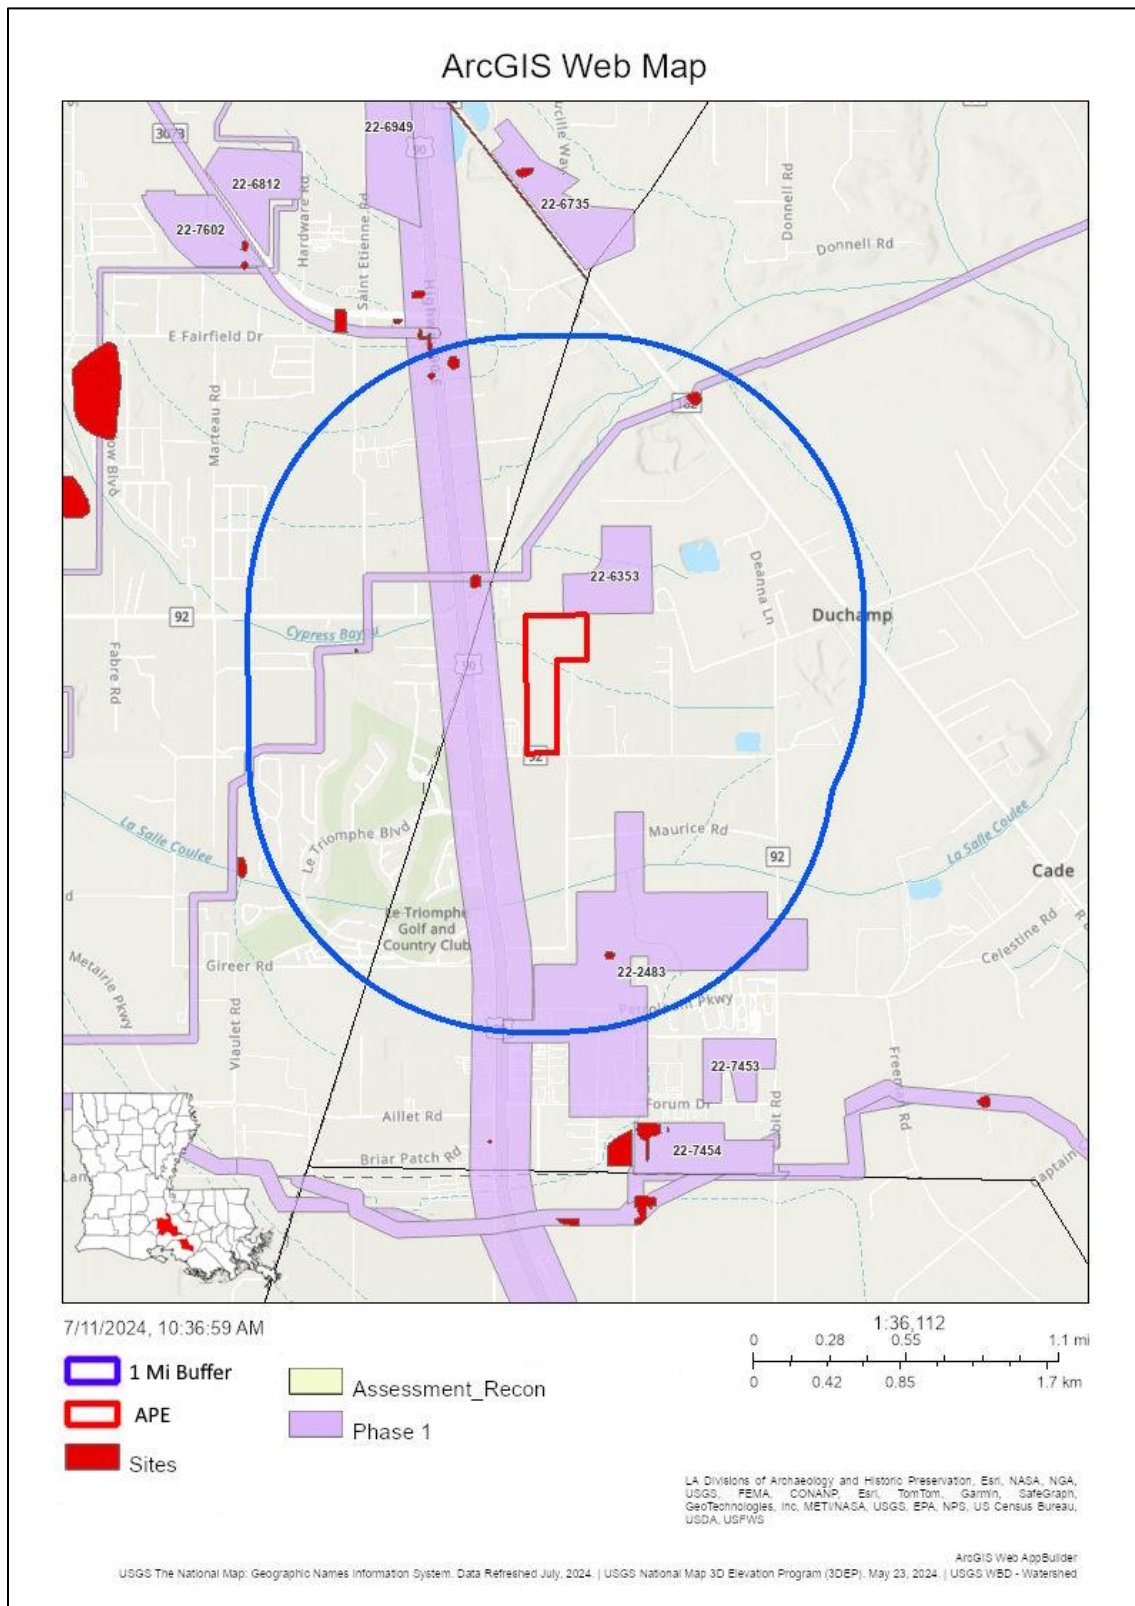 ArcGIS Web Map
3073
22-6949
90
22-6812
22-6735
Donnell Rd
22-7602
Hardware Rd
Saint Etienne Rd
Donnell Rd
E Fairfield Dr
Marteau Rd
182
22-6353
Deanna Ln
Duchamp
92
Cypress Bayou
Fabre Rd
90
92
La Salle Coulee
Le Triomphe Blvd
Maurice Rd
92
La Salle Coulee
Cade
Le Triomphe
Golf and
Country Club
Celestine Rd
Metairie Pkwy
Gireer Rd
22-2483
Petroleum Pkwy
Viaulet Rd
22-7453
Aillet Rd
Forum Dr
Briar Patch Rd
22-7454
Captain
7/11/2024, 10:36:59 AM
1:36,112
0 0.28 0.55 1.1 mi
0 0.42 0.85 1.7 km
1 Mi Buffer
APE
Sites
Assessment_Recon
Phase 1
LA Divisions of Archaeology and Historic Preservation, Esri, NASA, NGA,
USGS, FEMA, CONANP, Esri, TomTom, Garmin, SafeGraph,
GeoTechnologies, Inc, METI/NASA, USGS, EPA, NPS, US Census Bureau,
USDA, USFWS
ArcGIS Web AppBuilder
USGS The National Map: Geographic Names Information System. Data Refreshed July, 2024. | USGS National Map 3D Elevation Program (3DEP). May 23, 2024. | USGS WBD - Watershed